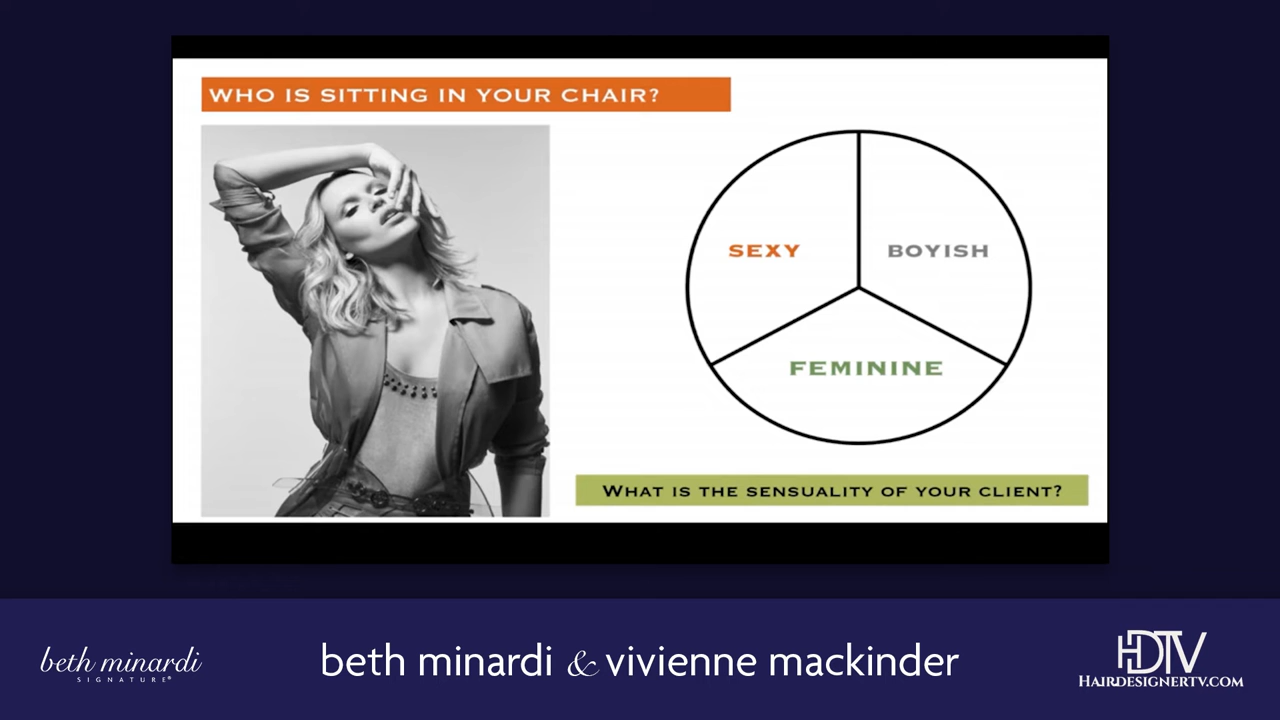 WHO IS SITTING IN YOUR CHAIR?
SEXY
BOYISH
FEMININE
WHAT IS THE SENSUALITY OF YOUR CLIENT?
beth minardi
SIGNATURE®
beth minardi & vivienne mackinder
HDTV
HAIRDESIGNERTV.COM